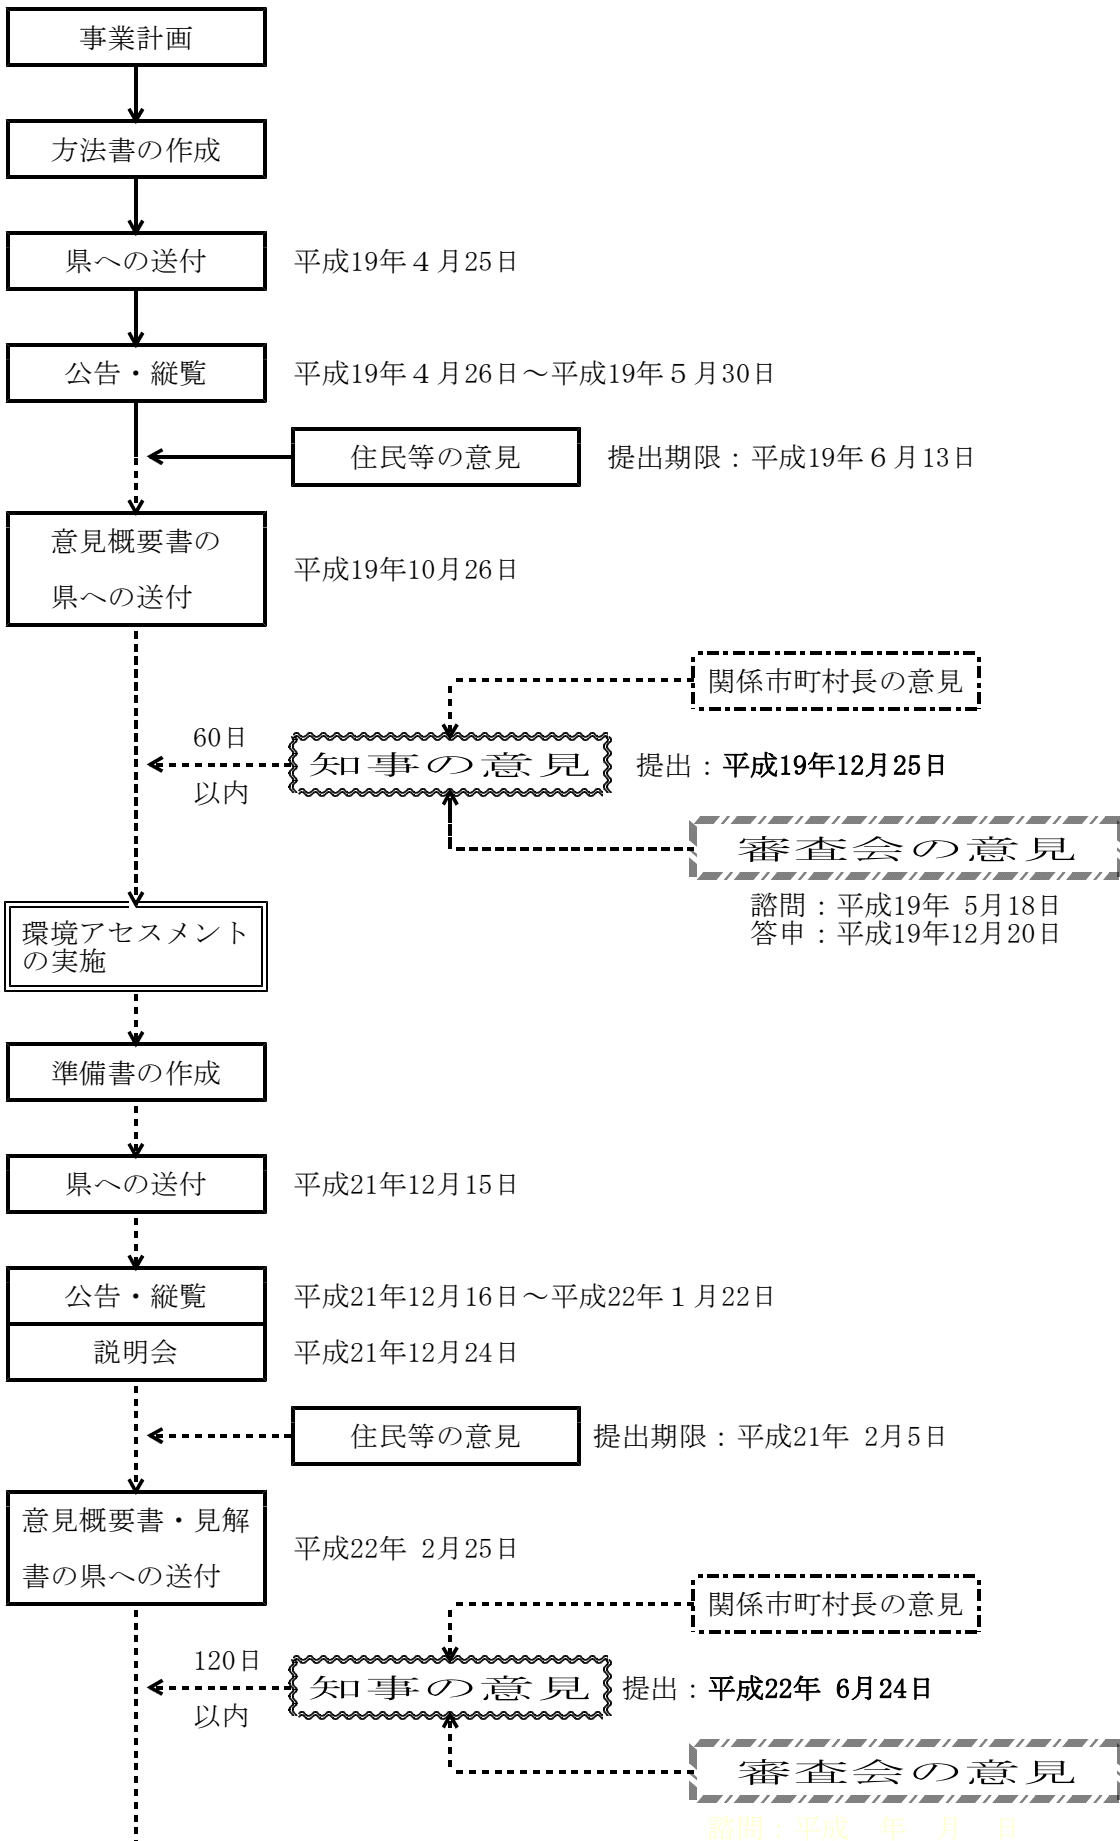 事業計画
方法書の作成
県への送付
平成19年４月25日
公告・縦覧
平成19年４月26日～平成19年５月30日
住民等の意見
提出期限：平成19年６月13日
意見概要書の
県への送付
平成19年10月26日
関係市町村長の意見
60日
以内
知事の意見
提出：平成19年12月25日
審査会の意見
諮問：平成19年 5月18日
答申：平成19年12月20日
環境アセスメント
の実施
準備書の作成
県への送付
平成21年12月15日
公告・縦覧
平成21年12月16日～平成22年１月22日
説明会
平成21年12月24日
住民等の意見
提出期限：平成21年 2月5日
意見概要書・見解
書の県への送付
平成22年 2月25日
関係市町村長の意見
120日
以内
知事の意見
提出：平成22年 6月24日
審査会の意見
諮問：平成　年　月　日